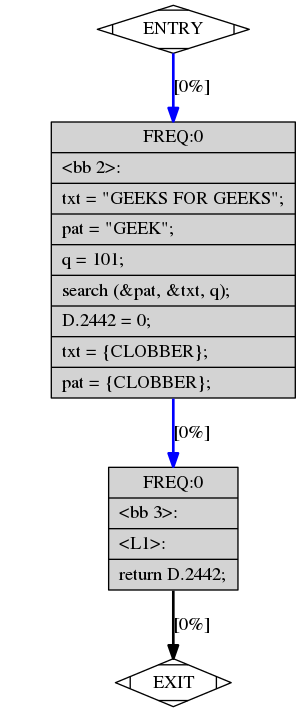 ENTRY
[0%]
FREQ:0
<bb 2>:
txt = "GEEKS FOR GEEKS";
pat = "GEEK";
q = 101;
search (&pat, &txt, q);
D.2442 = 0;
txt = {CLOBBER};
pat = {CLOBBER};
[0%]
FREQ:0
<bb 3>:
<L1>:
return D.2442;
[0%]
EXIT